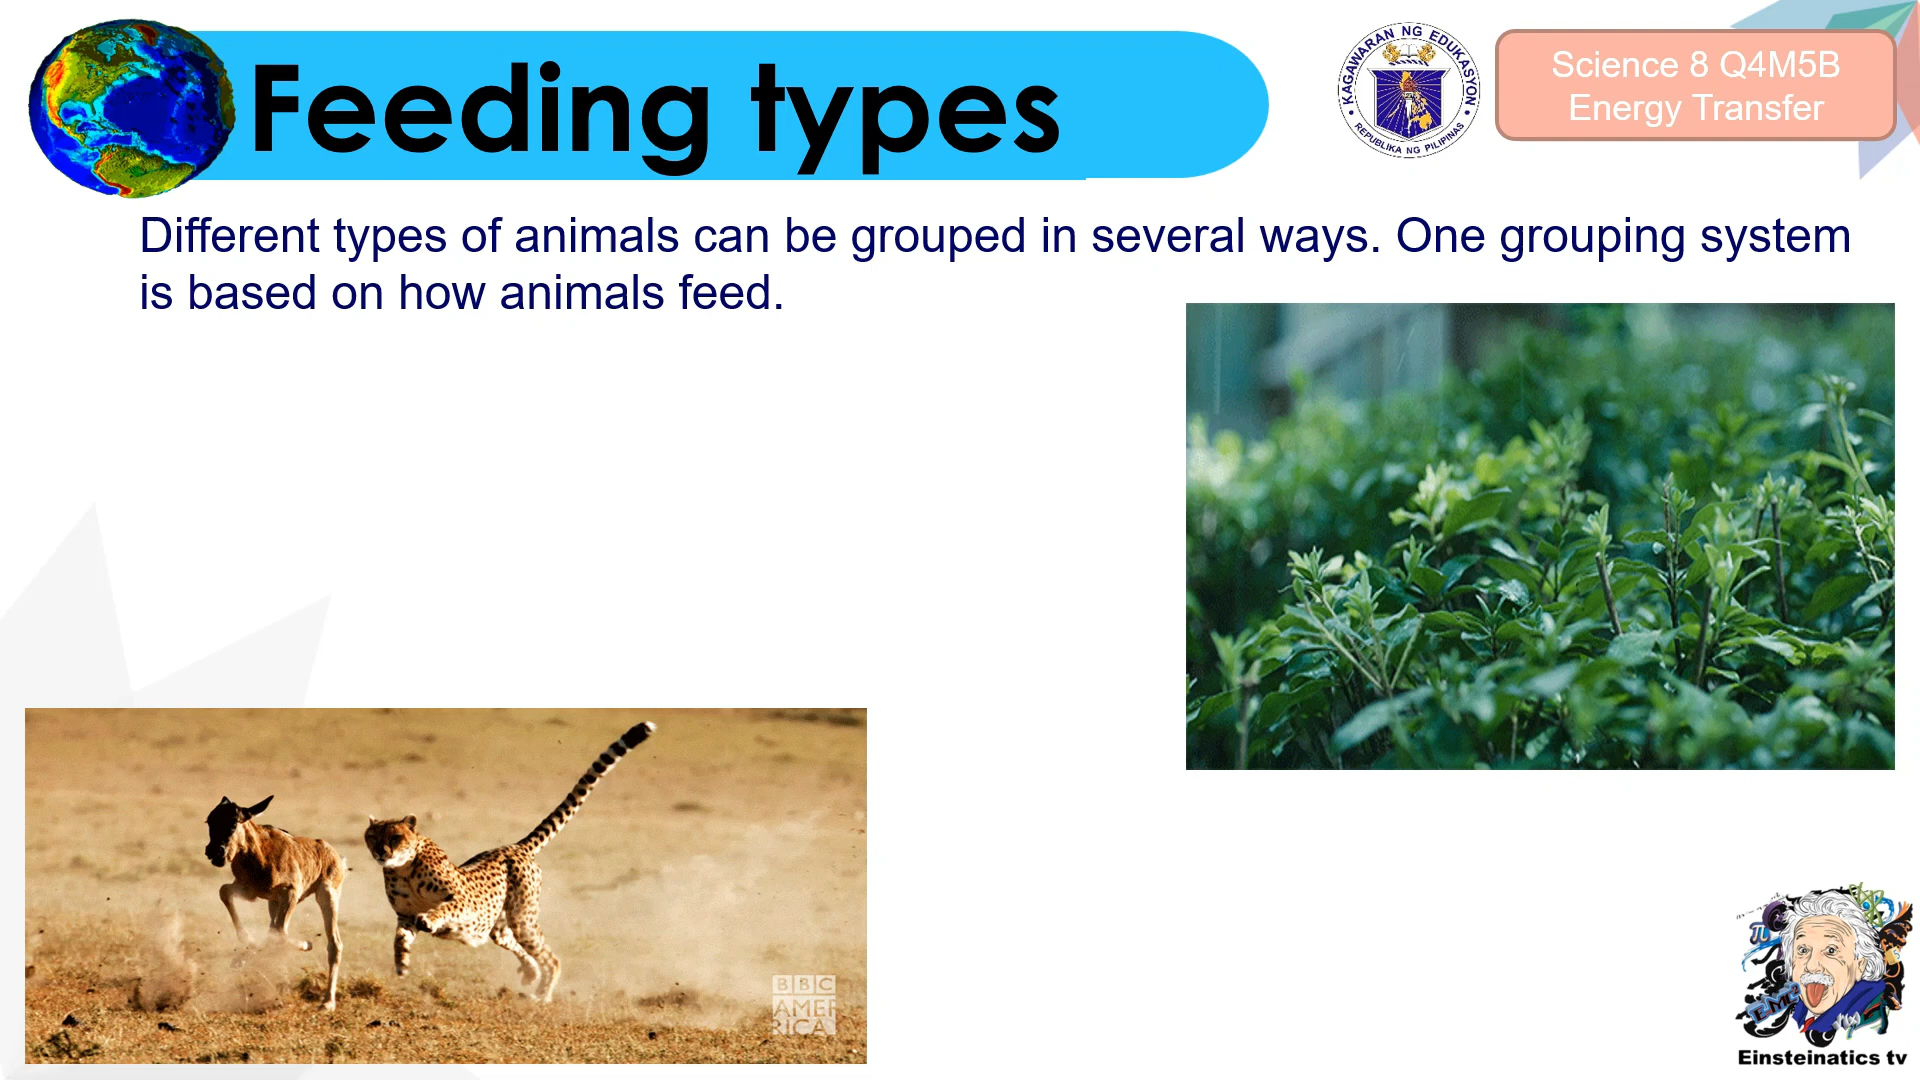 Feeding types
KAGAWARAN NG EDUKASYON
REPUBLIKA NG PILIPINAS
Science 8 Q4M5B
Energy Transfer
Different types of animals can be grouped in several ways. One grouping system
is based on how animals feed.
BBC
AMER
RICA
π
Einsteinatics tv